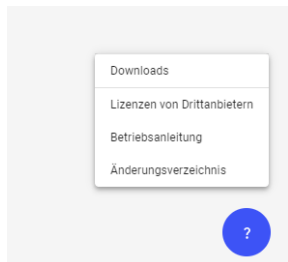 Downloads
Lizenzen von Drittanbietern
Betriebsanleitung
Änderungsverzeichnis
?